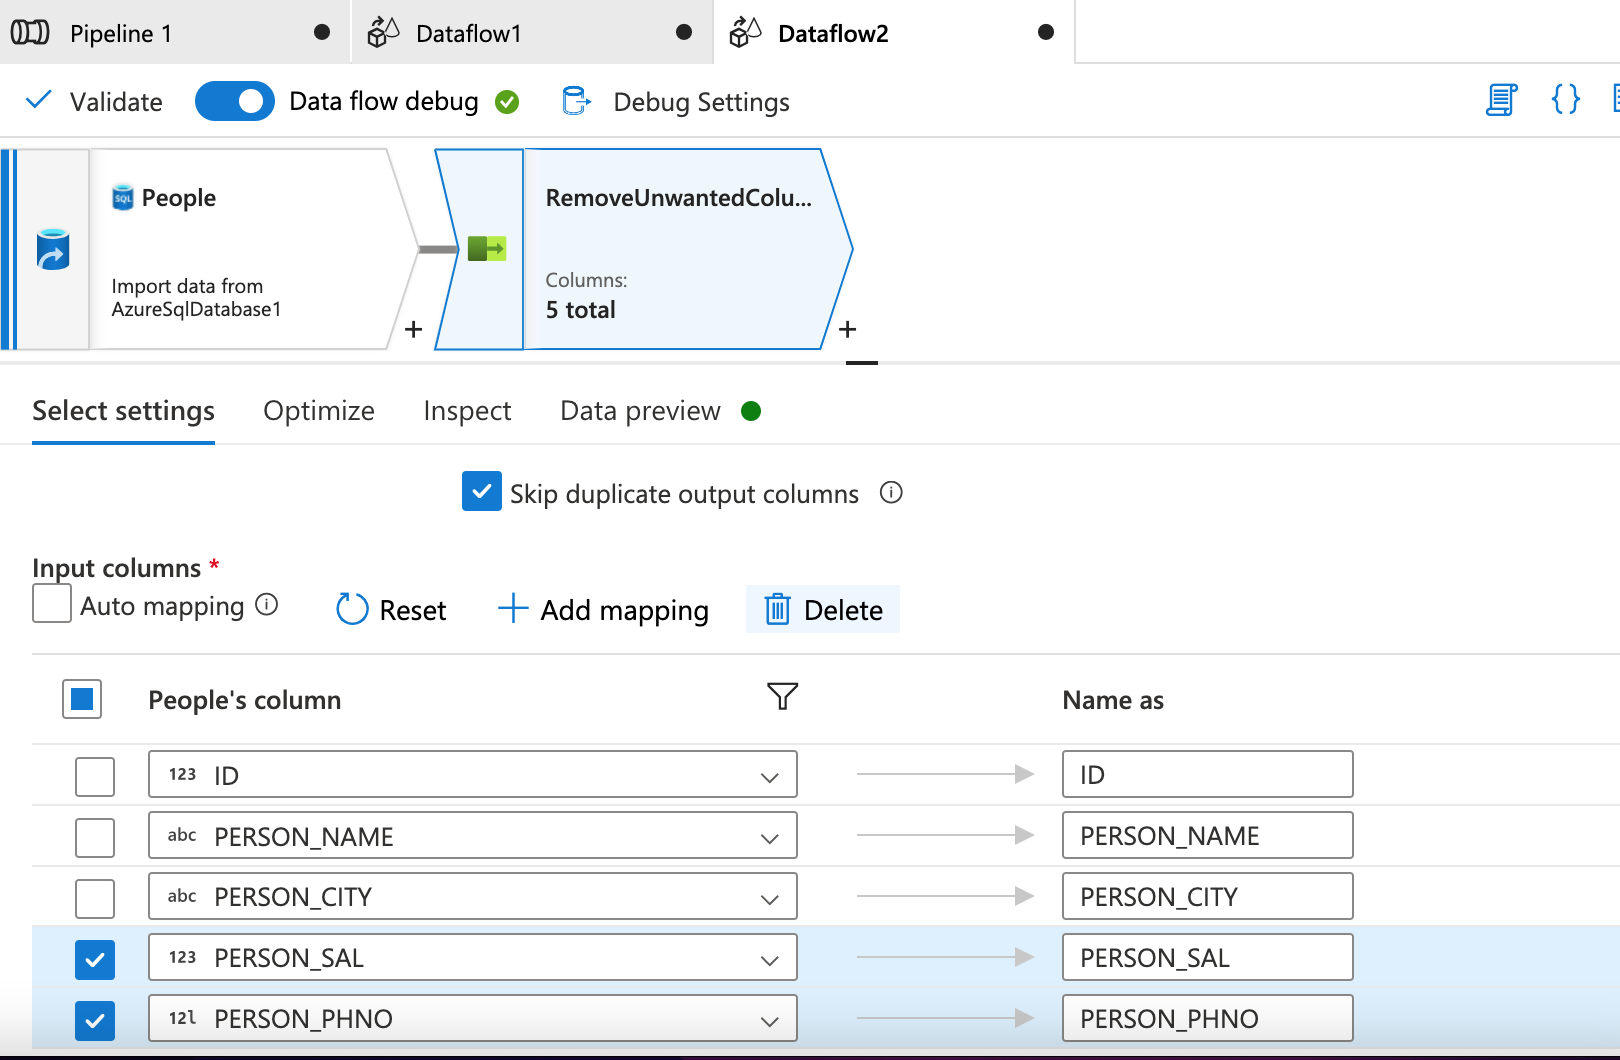 Pipeline 1
Dataflow1
Dataflow2
Validate
Data flow debug
Debug Settings
{}
SQL
People
Import data from
AzureSqlDatabase1
+
RemoveUnwantedColu...
Columns:
5 total
+
Select settings
Optimize
Inspect
Data preview
Skip duplicate output columns
Input columns *
Auto mapping
Reset
Add mapping
Delete
People's column
Name as
123 ID
ID
abc PERSON_NAME
PERSON_NAME
abc PERSON_CITY
PERSON_CITY
123 PERSON_SAL
PERSON_SAL
12l PERSON_PHNO
PERSON_PHNO